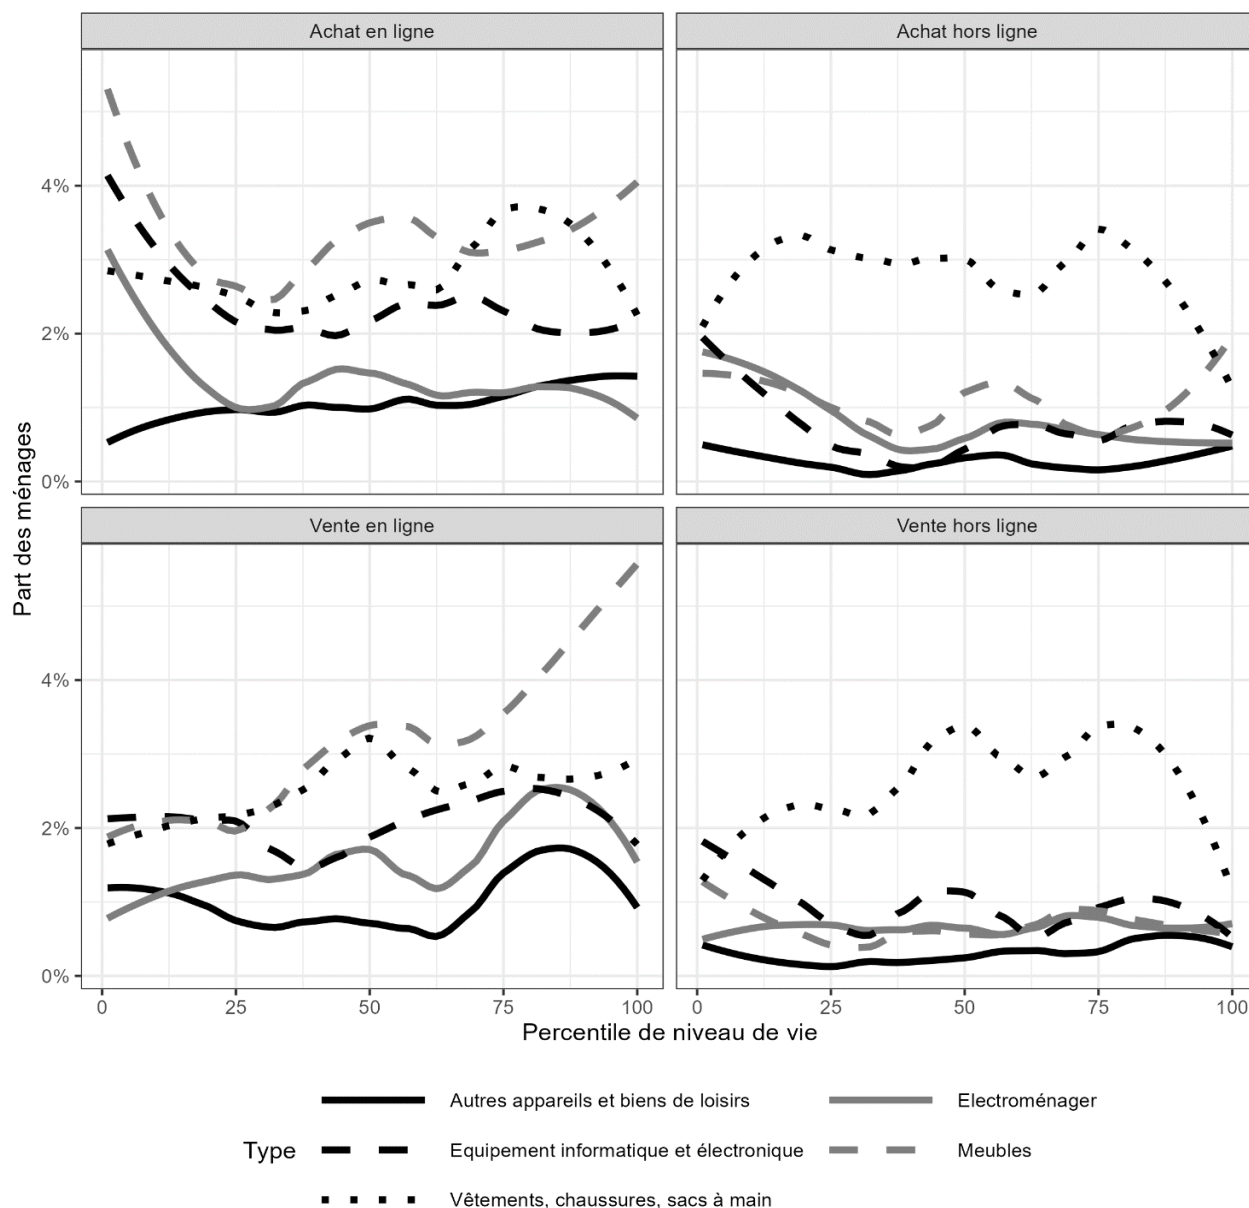 Achat en ligne
Achat hors ligne
4%
2%
0%
Part des ménages
Vente en ligne
Vente hors ligne
4%
2%
0%
0 25 50 75 100
0 25 50 75 100
Percentile de niveau de vie
Type
Autres appareils et biens de loisirs
Electroménager
Equipement informatique et électronique
Meubles
Vêtements, chaussures, sacs à main